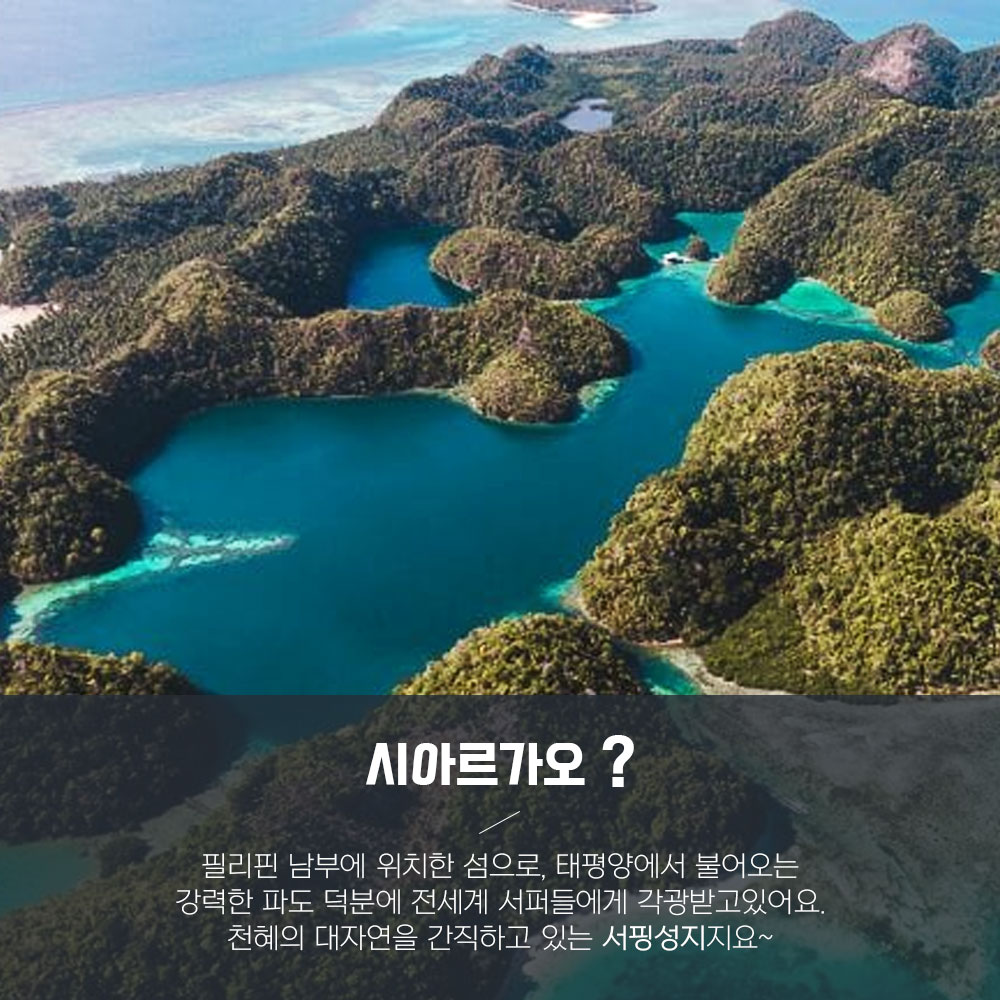 시아르가오 ?
필리핀 남부에 위치한 섬으로, 태평양에서 불어오는
강력한 파도 덕분에 전세계 서퍼들에게 각광받고있어요.
천혜의 대자연을 간직하고 있는 서핑성지지요~